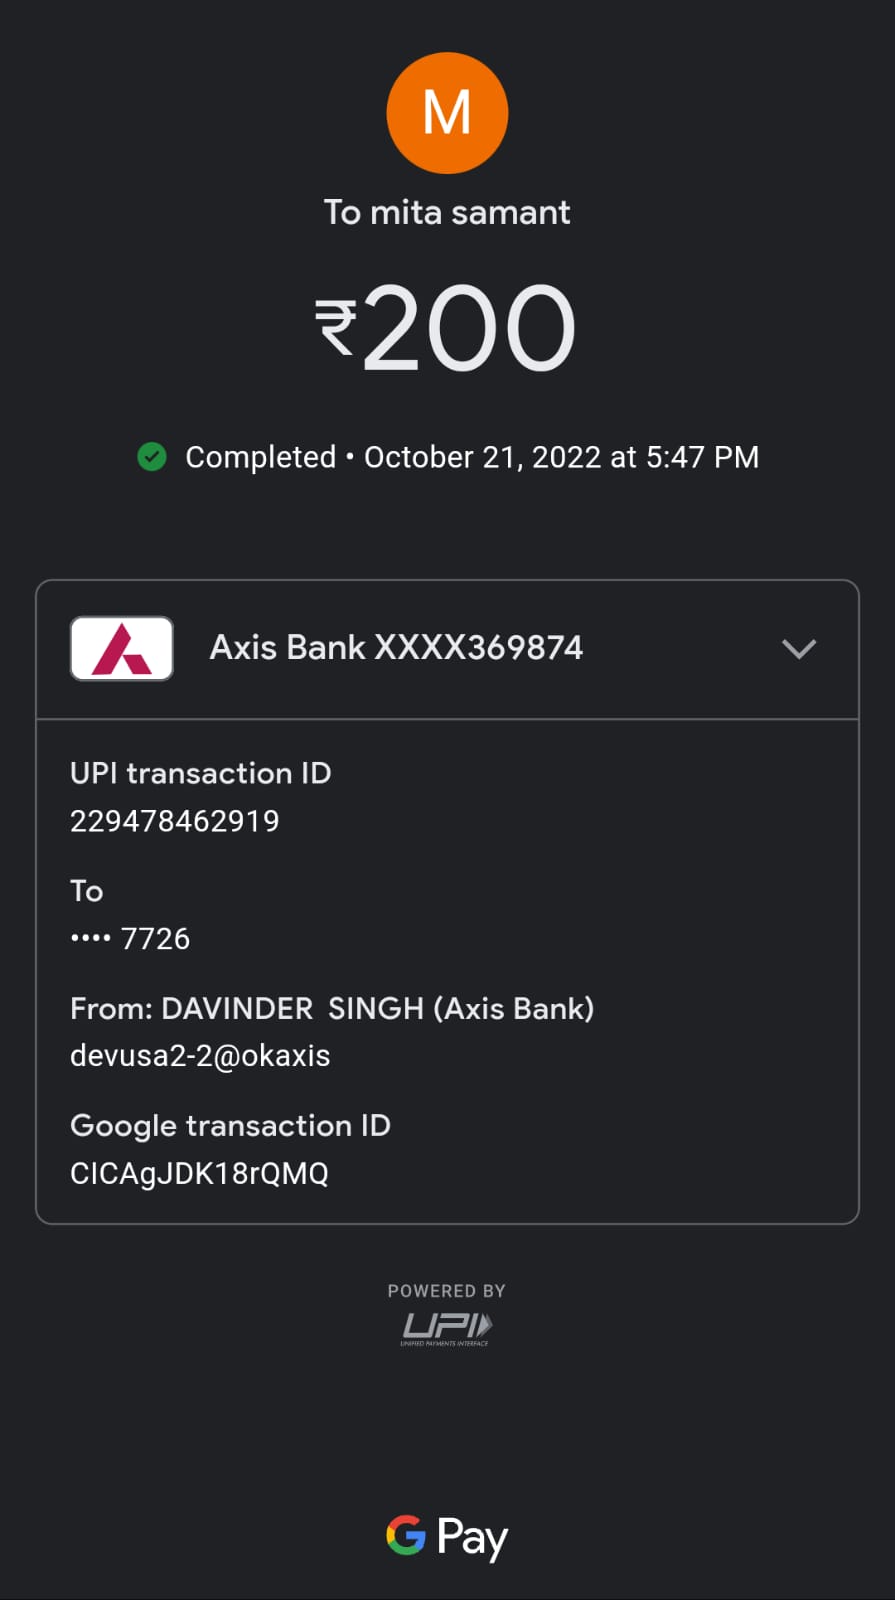 M
To mita samant
₹200
Completed • October 21, 2022 at 5:47 PM
Axis Bank XXXX369874
UPI transaction ID
229478462919
To
•••• 7726
From: DAVINDER  SINGH (Axis Bank)
devusa2-2@okaxis
Google transaction ID
CICAgJDK18rQMQ
POWERED BY
UPI
UNIFIED PAYMENTS INTERFACE
G Pay